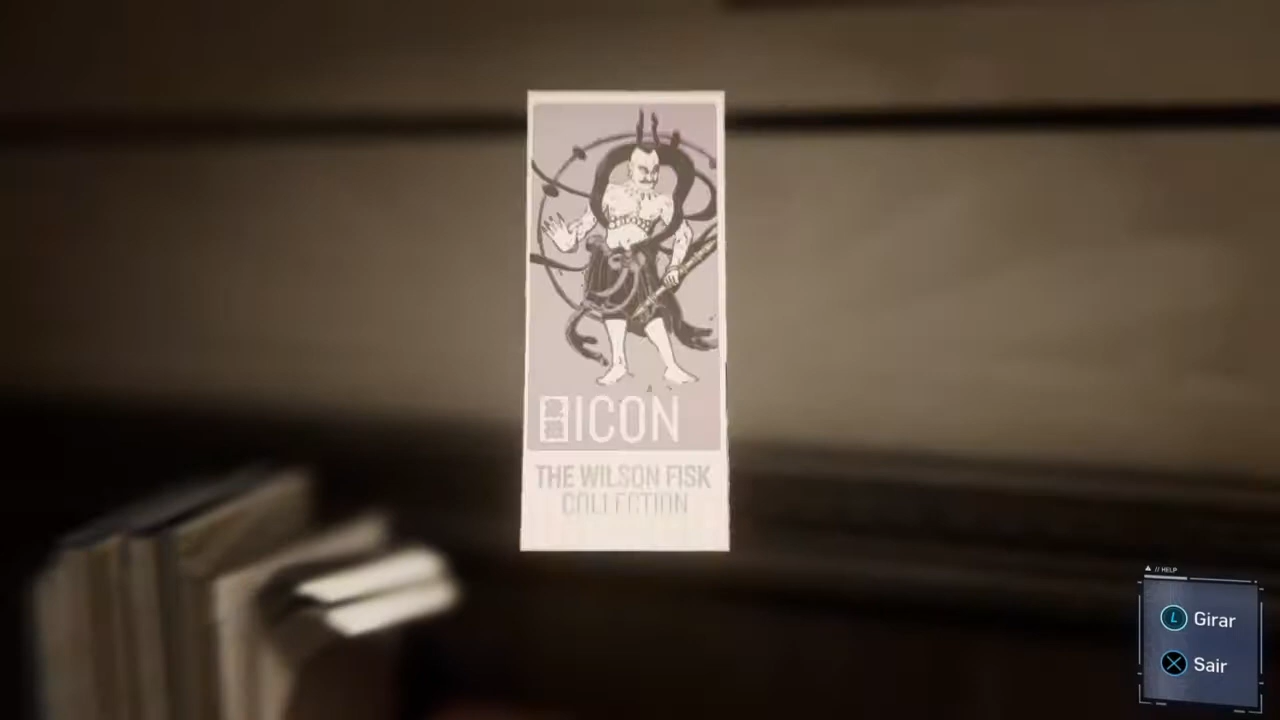 ICON
THE WILSON FISK
COLLECTION
// HELP
L Girar
Sair